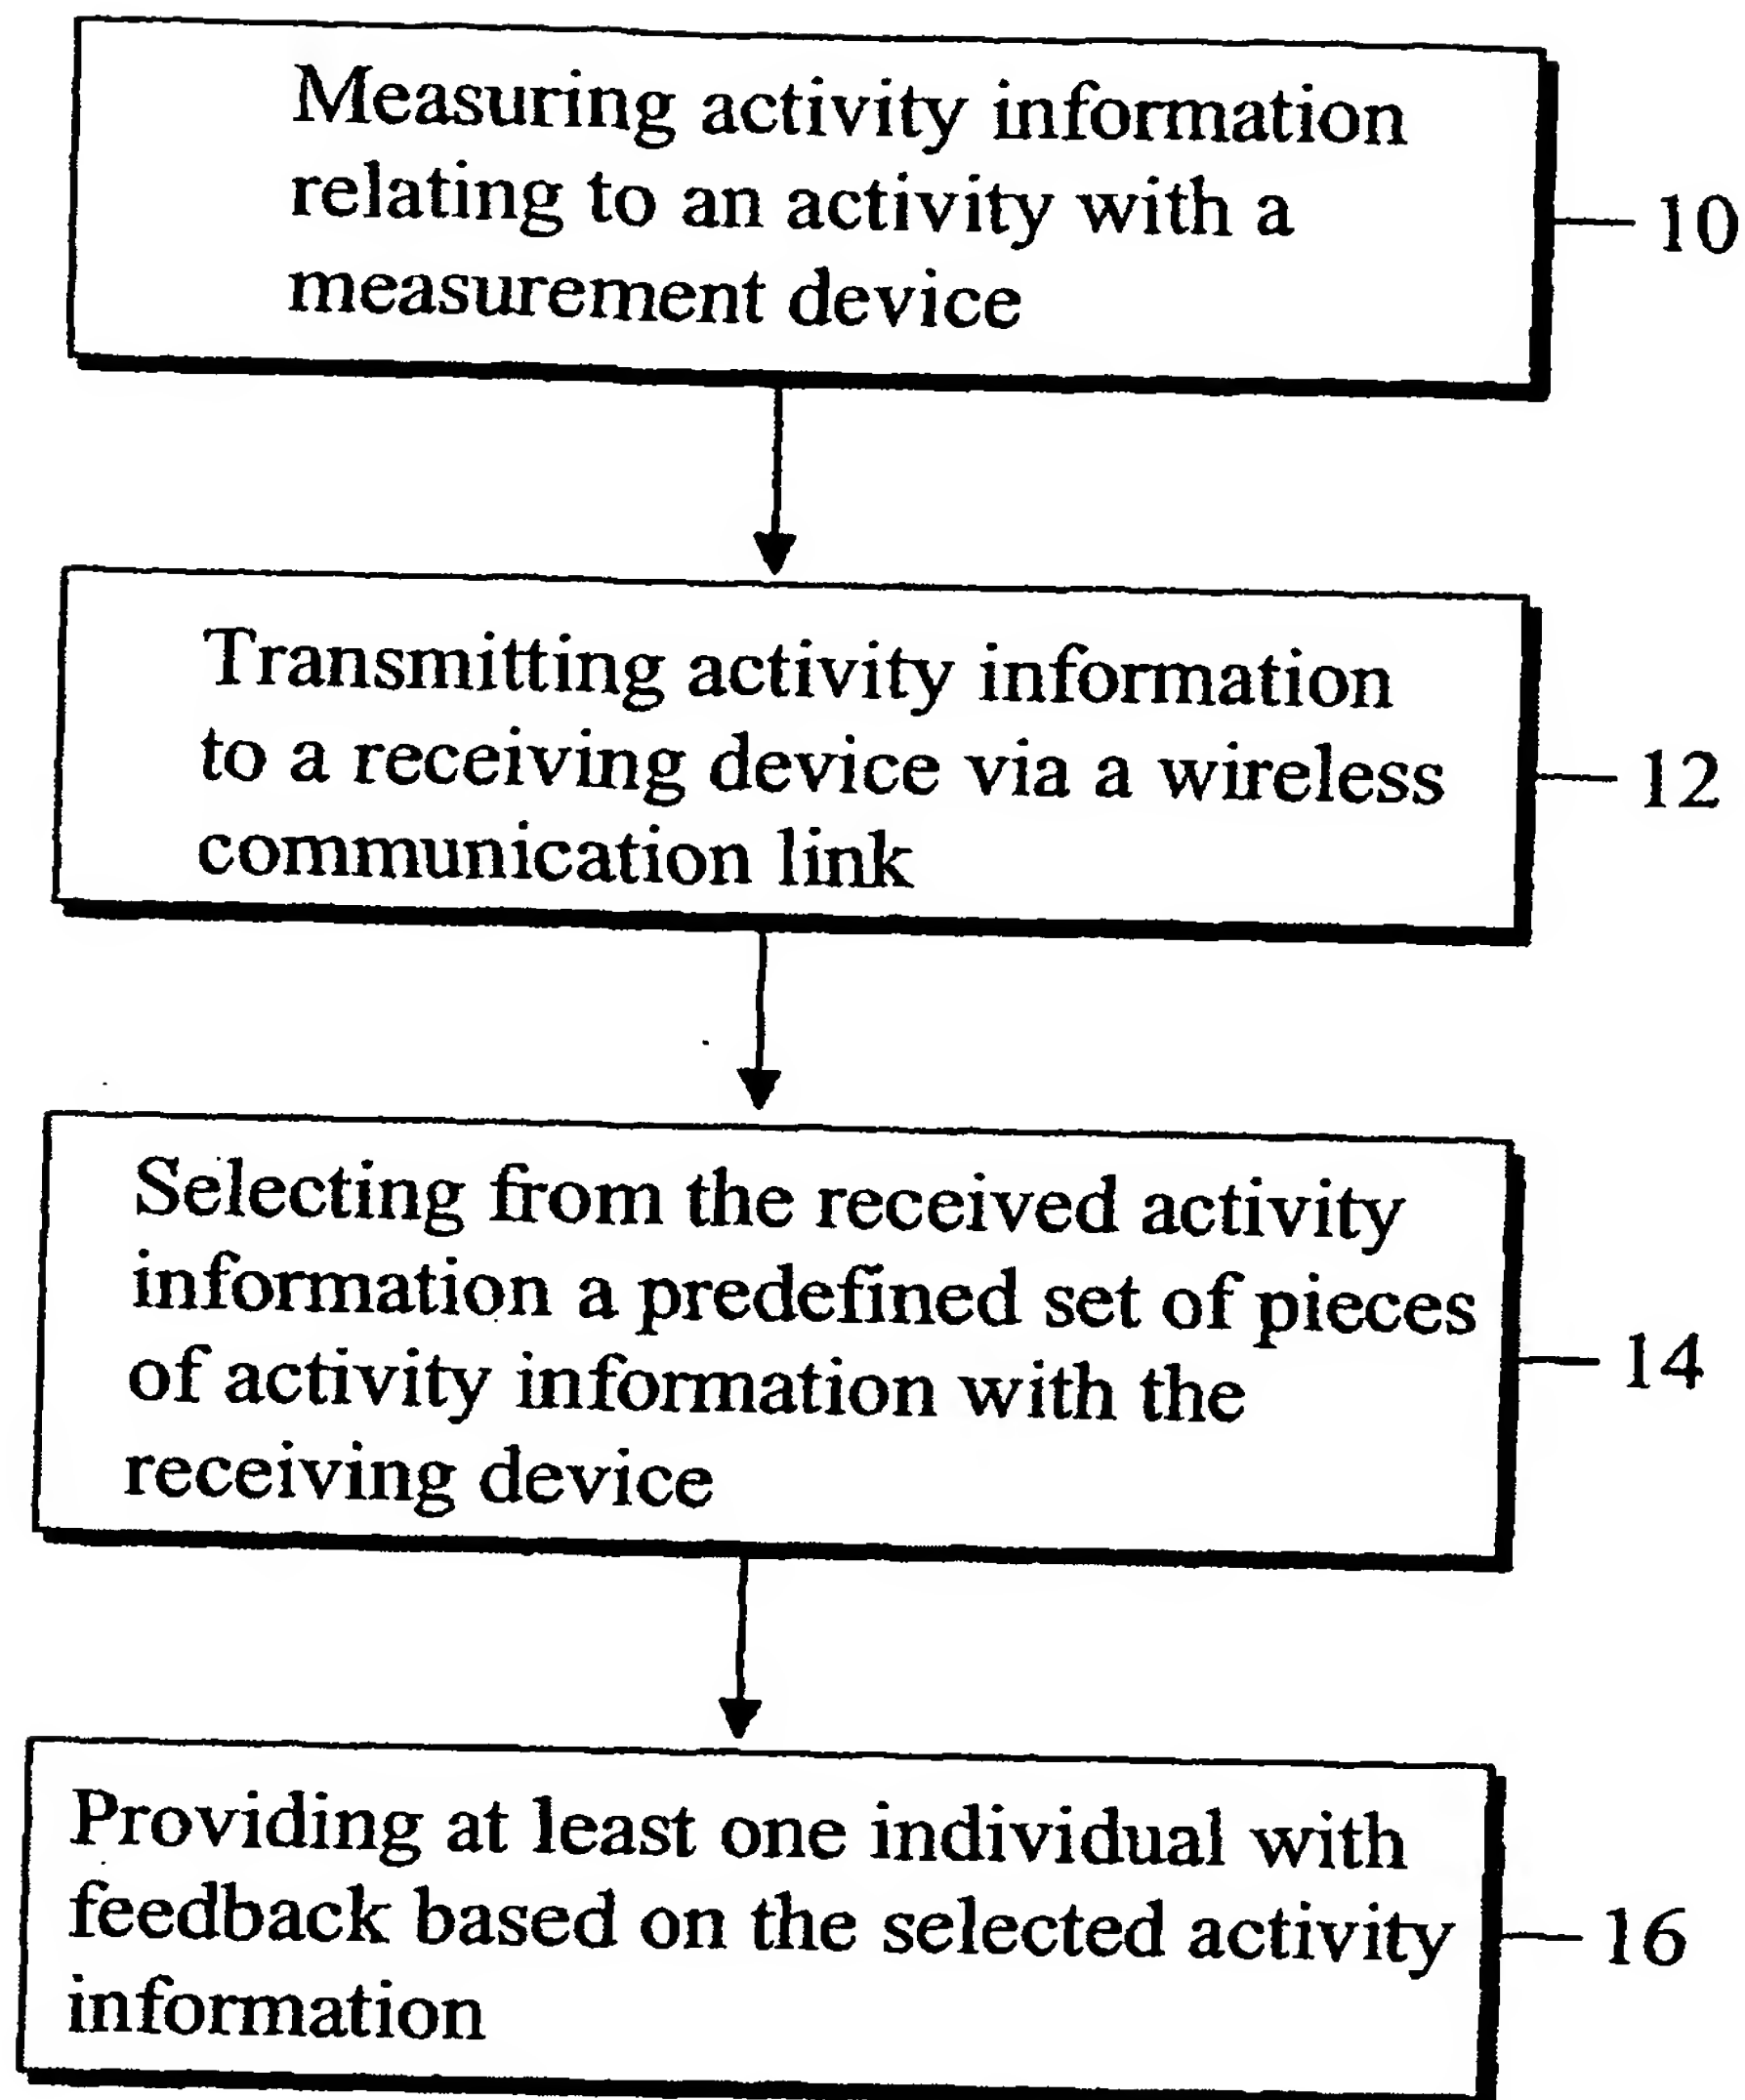 Measuring activity information
relating to an activity with a
measurement device
10
Transmitting activity information
to a receiving device via a wireless
communication link
12
Selecting from the received activity
information a predefined set of pieces
of activity information with the
receiving device
14
Providing at least one individual with
feedback based on the selected activity
information
16